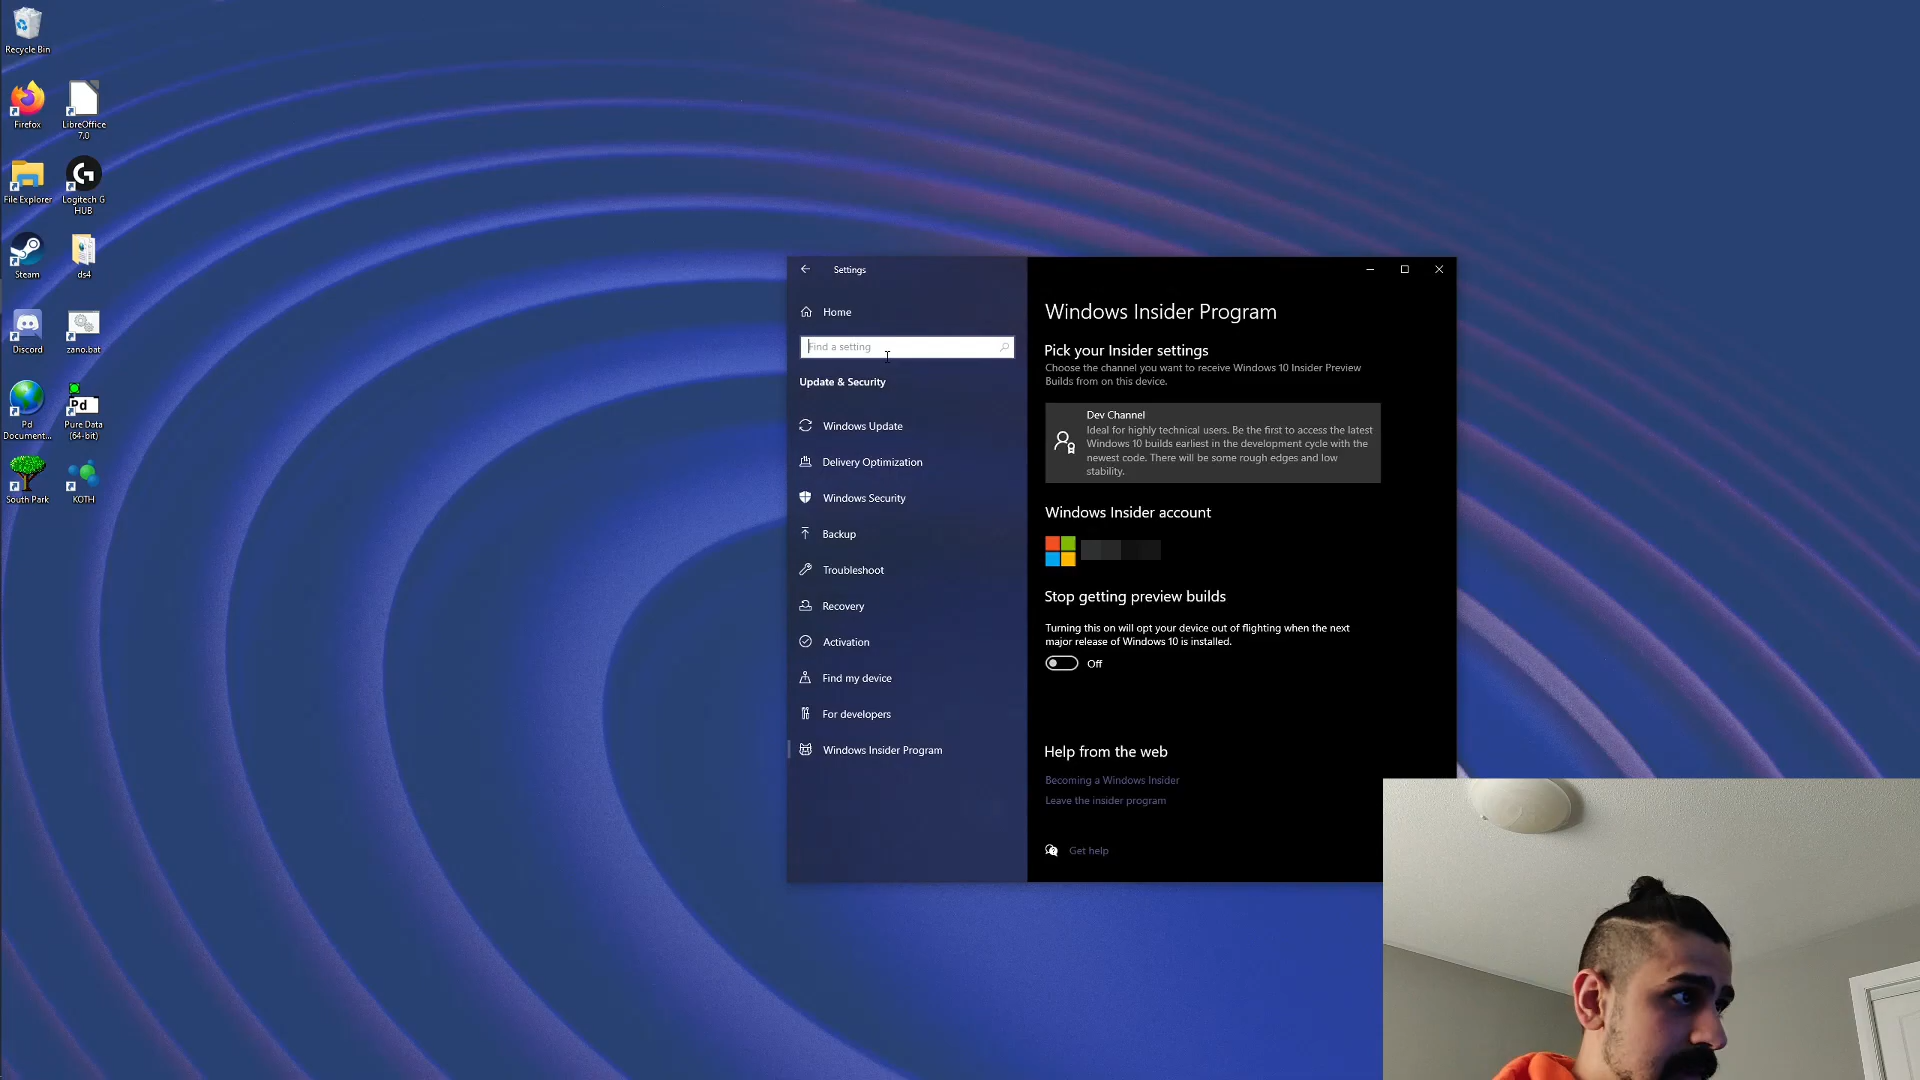 Recycle Bin
Firefox
LibreOffice
7.0
File Explorer
Logitech G
HUB
Steam
ds4
Discord
zano.bat
Pd
Document...
Pd
Pure Data
(64-bit)
South Park
KOTH
Settings
Home
Find a setting
Update & Security
Windows Update
Delivery Optimization
Windows Security
Backup
Troubleshoot
Recovery
Activation
Find my device
For developers
Windows Insider Program
Windows Insider Program
Pick your Insider settings
Choose the channel you want to receive Windows 10 Insider Preview
Builds from on this device.
Dev Channel
Ideal for highly technical users. Be the first to access the latest
Windows 10 builds earliest in the development cycle with the
newest code. There will be some rough edges and low
stability.
Windows Insider account
Stop getting preview builds
Turning this on will opt your device out of flighting when the next
major release of Windows 10 is installed.
Off
Help from the web
Becoming a Windows Insider
Leave the insider program
Get help